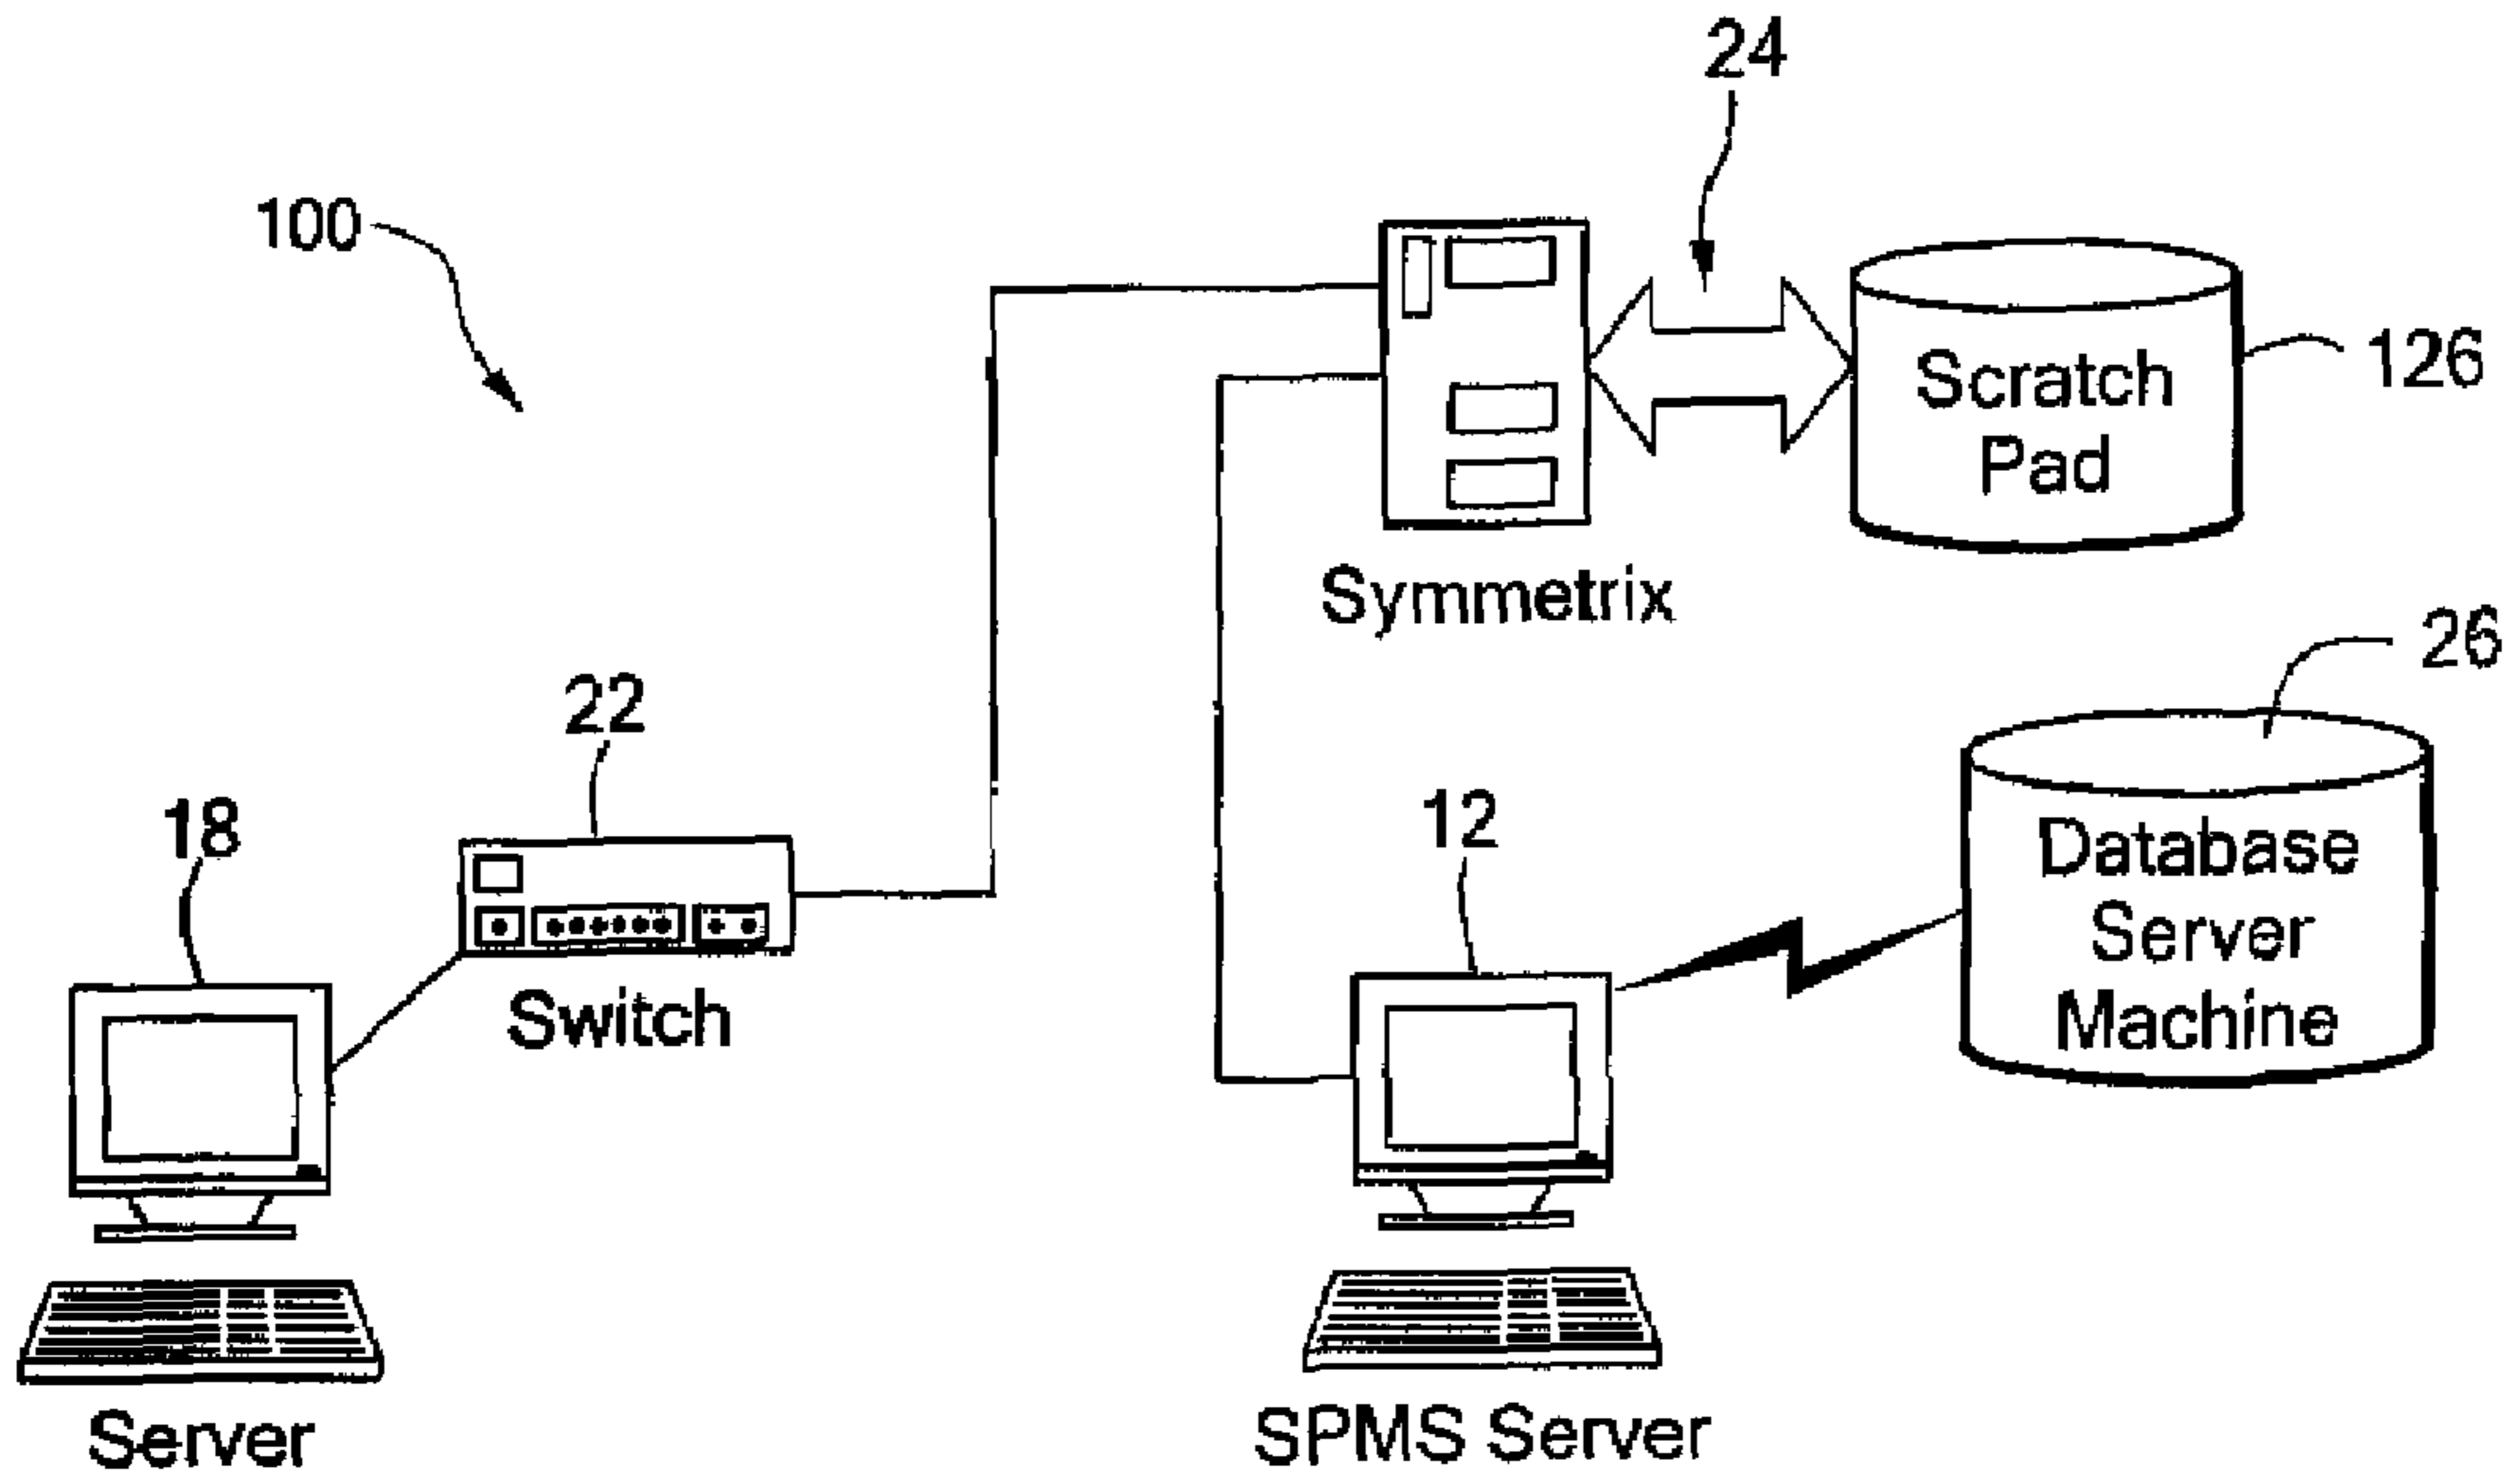 24
100
126
Scratch
Pad
Symmetrix
26
22
18
12
Database
Server
Machine
Switch
Server
SPMS Server